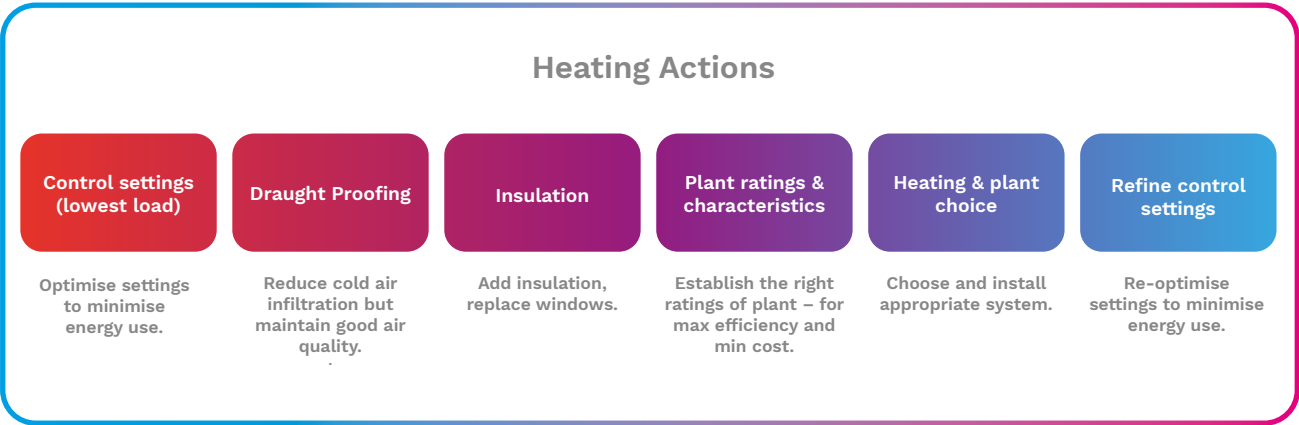 Heating Actions
Control settings
(lowest load)
Optimise settings
to minimise
energy use.
Draught Proofing
Reduce cold air
infiltration but
maintain good air
quality.
.
Insulation
Add insulation,
replace windows.
Plant ratings &
characteristics
Establish the right
ratings of plant – for
max efficiency and
min cost.
Heating & plant
choice
Choose and install
appropriate system.
Refine control
settings
Re-optimise
settings to minimise
energy use.